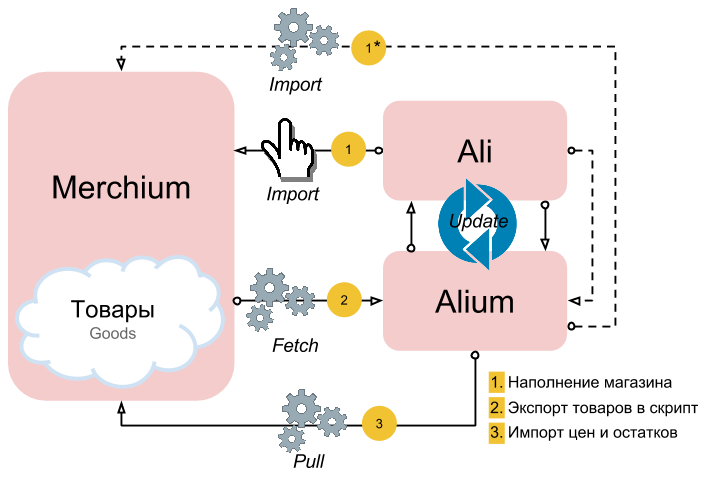 1*
Import
Merchium
Import
1
Ali
Update
Товары
Goods
Fetch
2
Alium
Pull
3
1. Наполнение магазина
2. Экспорт товаров в скрипт
3. Импорт цен и остатков